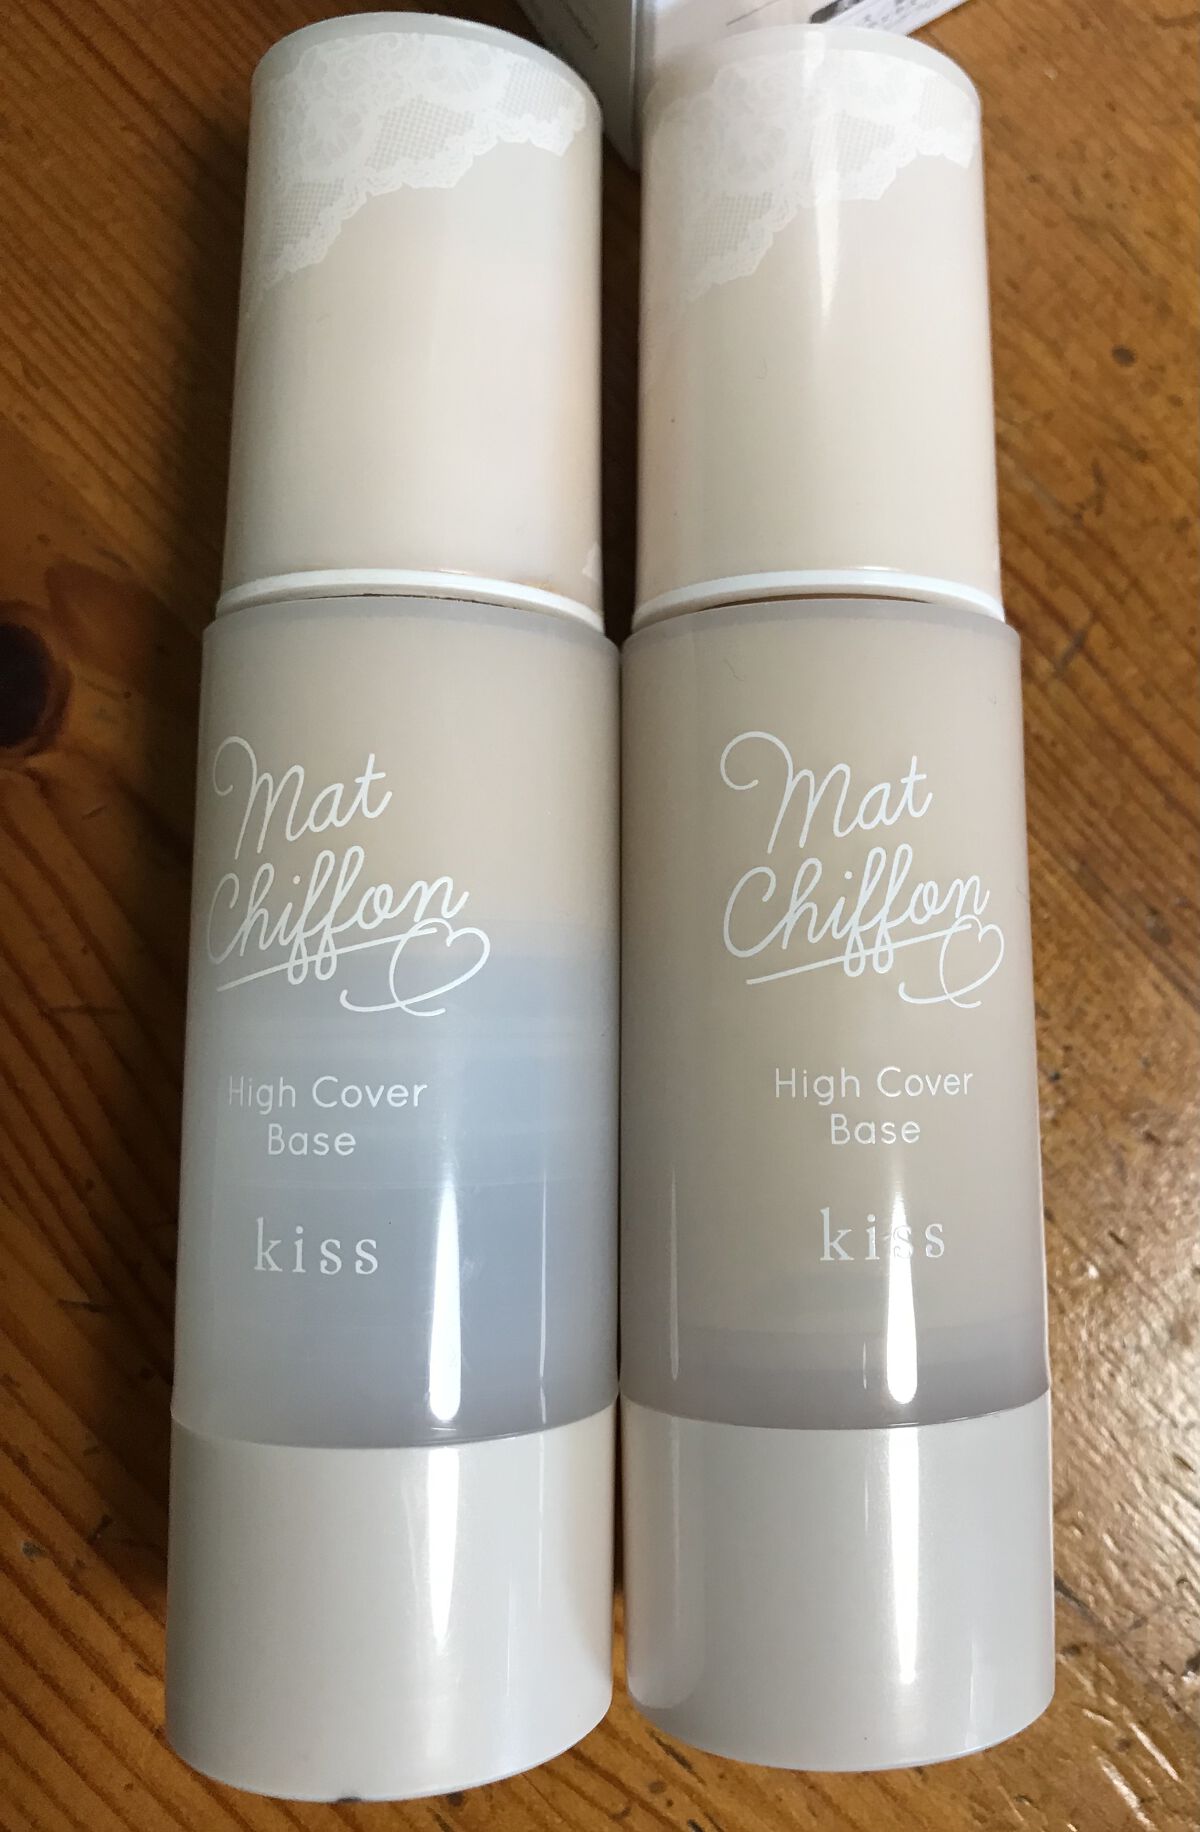 Mat
Chiffon
High Cover
Base
kiss
Mat
Chiffon
High Cover
Base
kiss